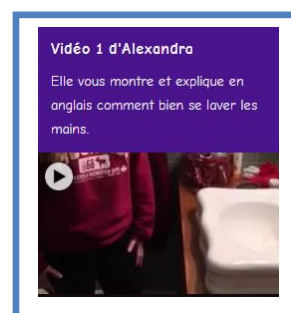 Vidéo 1 d'Alexandra
Elle vous montre et explique en
anglais comment bien se laver les
mains.